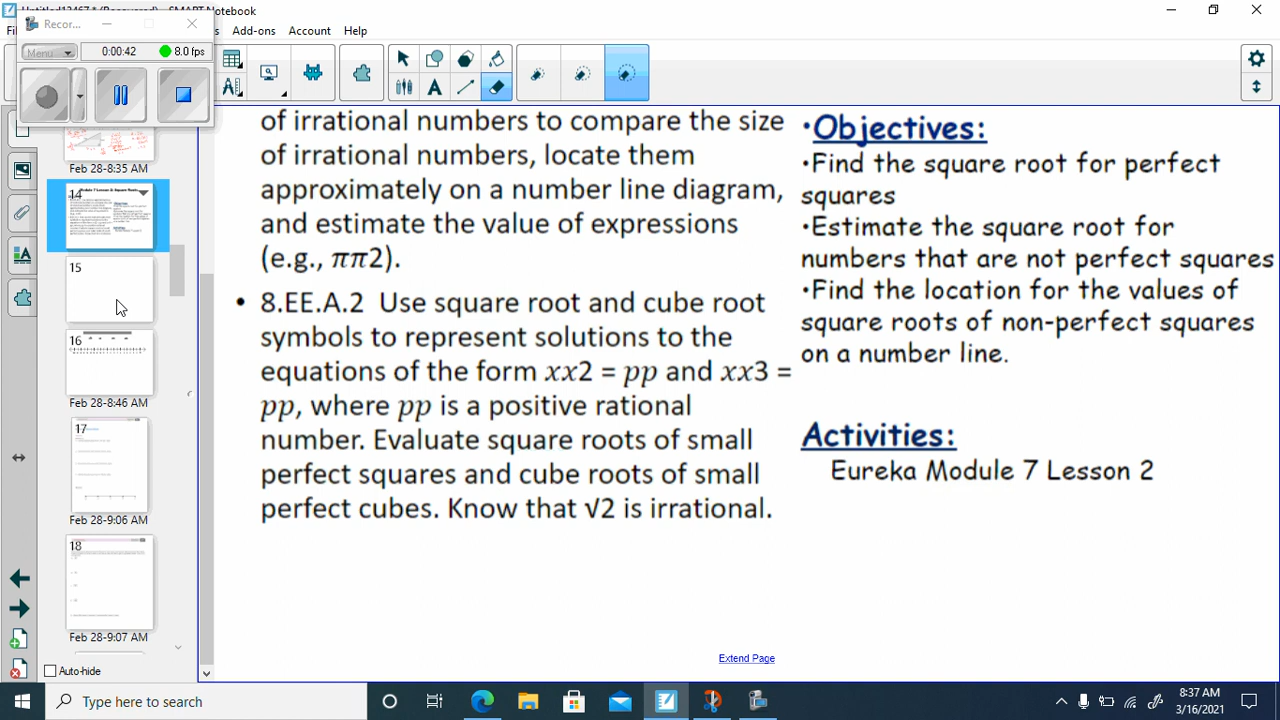 Untitled13467 * (Recovered) - SMART Notebook
Recor...
Add-ons
Account
Help
Menu
0:00:42
8.0 fps
Feb 28-8:35 AM
14
Module 7 Lesson 2: Square Roots
15
16
Feb 28-8:46 AM
17
Feb 28-9:06 AM
18
Feb 28-9:07 AM
Auto-hide
of irrational numbers to compare the size
of irrational numbers, locate them
approximately on a number line diagram,
and estimate the value of expressions
(e.g., 𝜋𝜋2).
• 8.EE.A.2 Use square root and cube root
symbols to represent solutions to the
equations of the form 𝑥𝑥2 = 𝑝𝑝 and 𝑥𝑥3 =
𝑝𝑝, where 𝑝𝑝 is a positive rational
number. Evaluate square roots of small
perfect squares and cube roots of small
perfect cubes. Know that √2 is irrational.
•Objectives:
•Find the square root for perfect
squares
•Estimate the square root for
numbers that are not perfect squares
•Find the location for the values of
square roots of non-perfect squares
on a number line.
Activities:
Eureka Module 7 Lesson 2
Extend Page
Type here to search
8:37 AM
3/16/2021